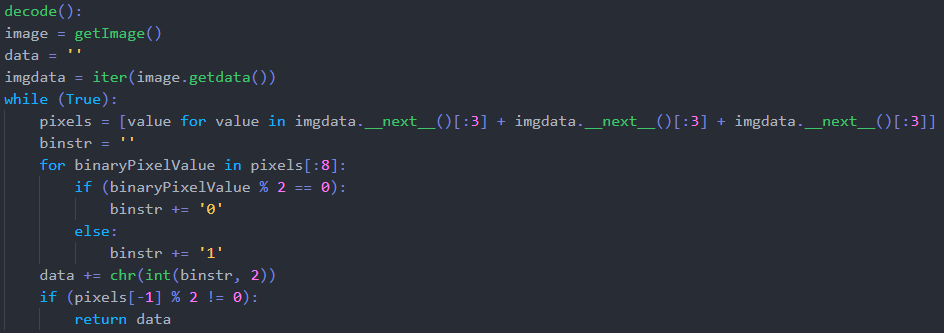 decode():
image = getImage()
data = ''
imgdata = iter(image.getdata())
while (True):
    pixels = [value for value in imgdata.__next__()[:3] + imgdata.__next__()[:3] + imgdata.__next__()[:3]]
    binstr = ''
    for binaryPixelValue in pixels[:8]:
        if (binaryPixelValue % 2 == 0):
            binstr += '0'
        else:
            binstr += '1'
    data += chr(int(binstr, 2))
    if (pixels[-1] % 2 != 0):
        return data